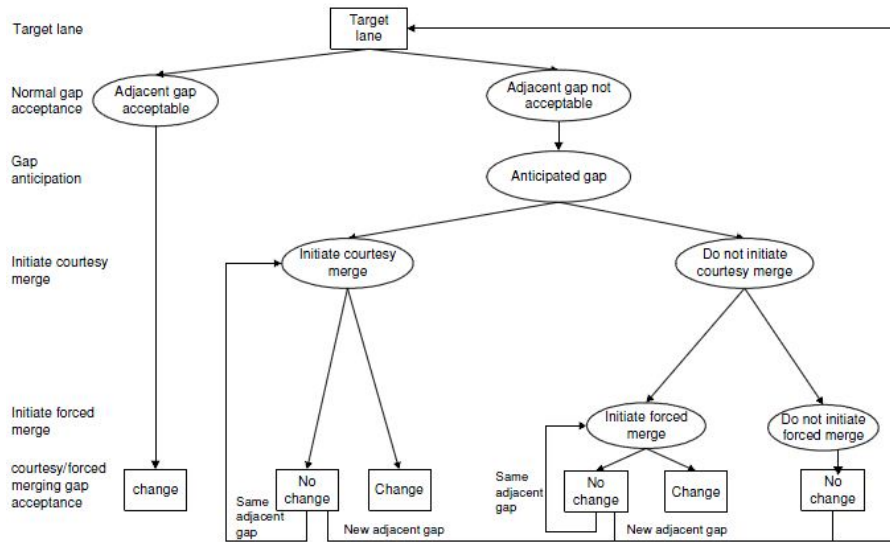 Target lane
Target
lane
Normal gap
acceptance
Adjacent gap
acceptable
Adjacent gap not
acceptable
Gap
anticipation
Anticipated gap
Initiate courtesy
merge
Initiate courtesy
merge
Do not initiate
courtesy merge
Initiate forced
merge
Initiate forced
merge
Do not initiate
forced merge
courtesy/forced
merging gap
acceptance
change
Same
adjacent
gap
No
change
Change
Same
adjacent
gap
No
change
Change
No
change
New adjacent gap
New adjacent gap